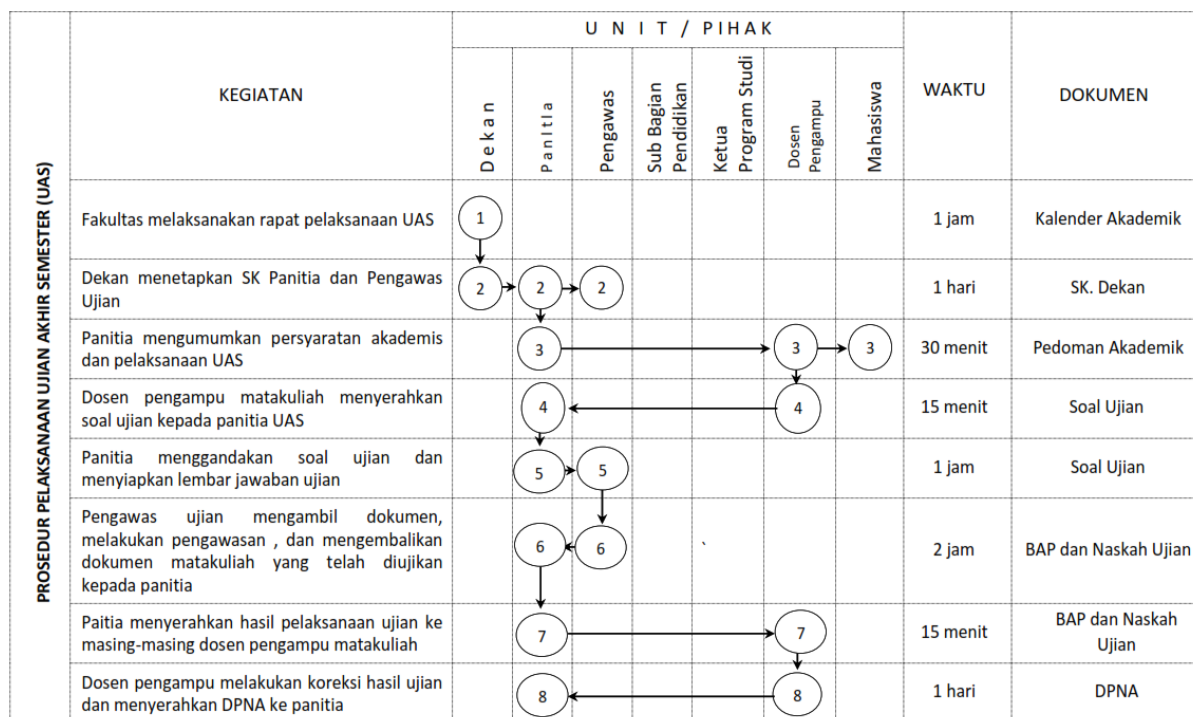 U N I T / PIHAK
KEGIATAN
D e k a n
P a n I t I a
Pengawas
Sub Bagian
Pendidikan
Ketua
Program Studi
Dosen
Pengampu
Mahasiswa
WAKTU
DOKUMEN
PROSEDUR PELAKSANAAN UJIAN AKHIR SEMESTER (UAS)
Fakultas melaksanakan rapat pelaksanaan UAS
1
1 jam
Kalender Akademik
Dekan menetapkan SK Panitia dan Pengawas
Ujian
2
2
2
1 hari
SK. Dekan
Panitia mengumumkan persyaratan akademis
dan pelaksanaan UAS
3
3
3
30 menit
Pedoman Akademik
Dosen pengampu matakuliah menyerahkan
soal ujian kepada panitia UAS
4
4
15 menit
Soal Ujian
Panitia menggandakan soal ujian dan
menyiapkan lembar jawaban ujian
5
5
1 jam
Soal Ujian
Pengawas ujian mengambil dokumen,
melakukan pengawasan , dan mengembalikan
dokumen matakuliah yang telah diujikan
kepada panitia
6
6
`
2 jam
BAP dan Naskah Ujian
Paitia menyerahkan hasil pelaksanaan ujian ke
masing-masing dosen pengampu matakuliah
7
7
15 menit
BAP dan Naskah
Ujian
Dosen pengampu melakukan koreksi hasil ujian
dan menyerahkan DPNA ke panitia
8
8
1 hari
DPNA